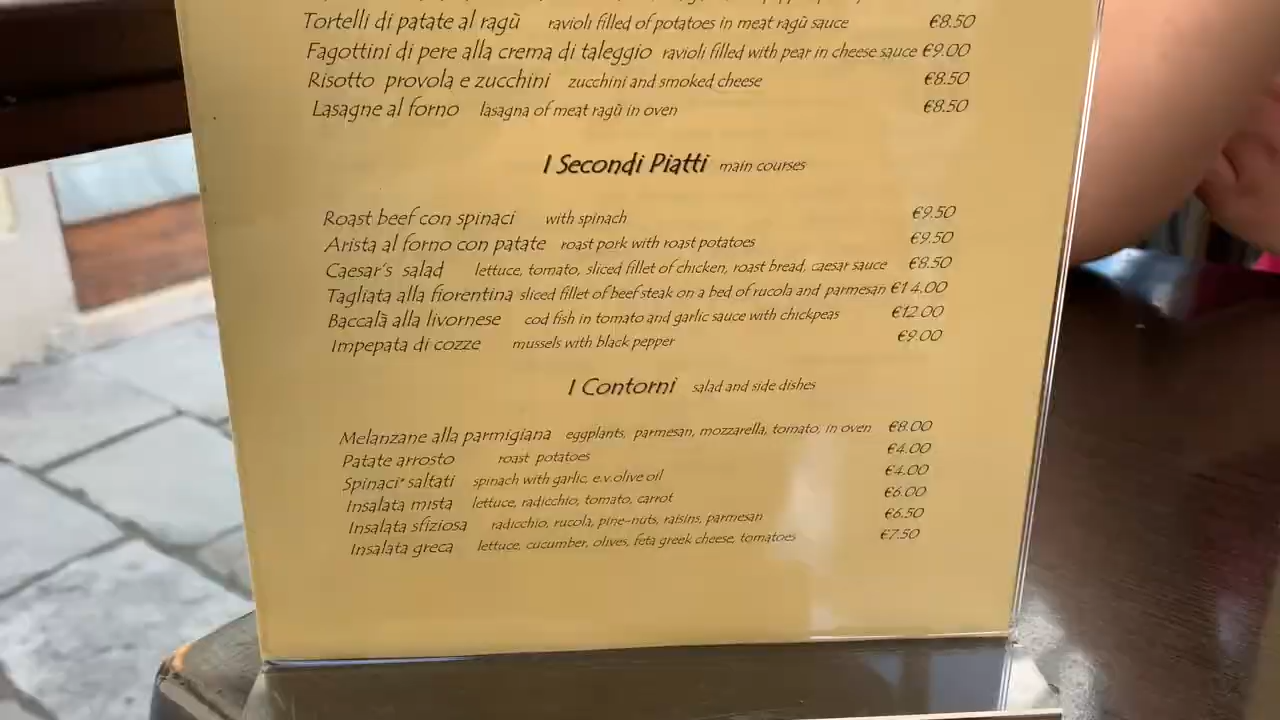 Tortelli di patate al ragù ravioli filled of potatoes in meat ragù sauce €8.50
Fagottini di pere alla crema di taleggio ravioli filled with pear in cheese sauce €9.00
Risotto provola e zucchini zucchini and smoked cheese €8.50
Lasagne al forno lasagna of meat ragù in oven €8.50
I Secondi Piatti main courses
Roast beef con spinaci with spinach €9.50
Arista al forno con patate roast pork with roast potatoes €9.50
Caesar's salad lettuce, tomato, sliced fillet of chicken, roast bread, caesar sauce €8.50
Tagliata alla fiorentina sliced fillet of beef steak on a bed of rucola and parmesan €14.00
Baccalà alla livornese cod fish in tomato and garlic sauce with chickpeas €12.00
Impepata di cozze mussels with black pepper €9.00
I Contorni salad and side dishes
Melanzane alla parmigiana eggplants, parmesan, mozzarella, tomato, in oven €8.00
Patate arrosto roast potatoes €4.00
Spinaci* saltati spinach with garlic, e.v.olive oil €4.00
Insalata mista lettuce, radicchio, tomato, carrot €6.00
Insalata sfiziosa radicchio, rucola, pine-nuts, raisins, parmesan €6.50
Insalata greca lettuce, cucumber, olives, feta greek cheese, tomatoes €7.50